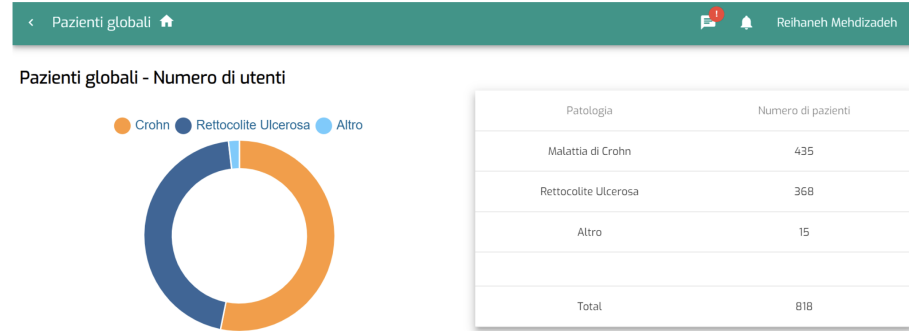 Pazienti globali
! Reihaneh Mehdizadeh
Pazienti globali - Numero di utenti
Crohn Rettocolite Ulcerosa Altro
Patologia Numero di pazienti
Malattia di Crohn 435
Rettocolite Ulcerosa 368
Altro 15
Total 818